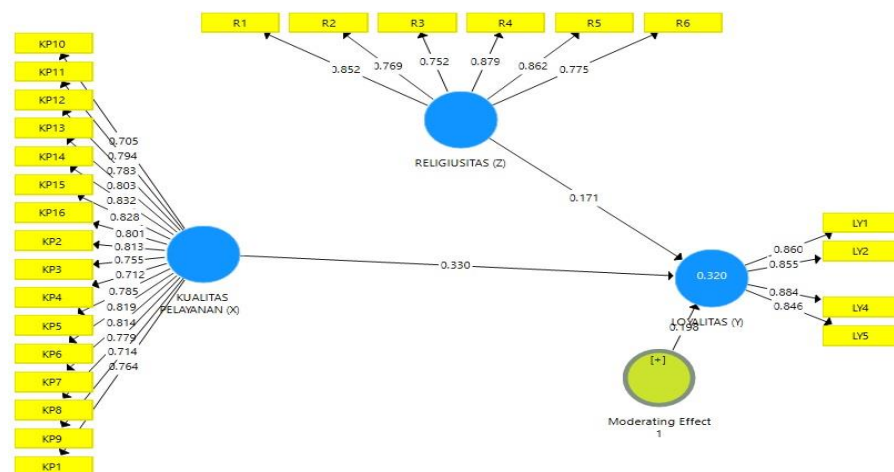 R1
R2
R3
R4
R5
R6
0.852
0.769
0.752
0.879
0.862
0.775
RELIGIUSITAS (Z)
KP10
KP11
KP12
KP13
KP14
KP15
KP16
KP2
KP3
KP4
KP5
KP6
KP7
KP8
KP9
KP1
0.705
0.794
0.783
0.803
0.832
0.828
0.801
0.813
0.755
0.712
0.785
0.819
0.814
0.779
0.714
0.764
KUALITAS
PELAYANAN (X)
0.171
0.330
0.320
LOYALITAS (Y)
0.198
LY1
LY2
LY4
LY5
0.860
0.855
0.884
0.846
[+]
Moderating Effect
1